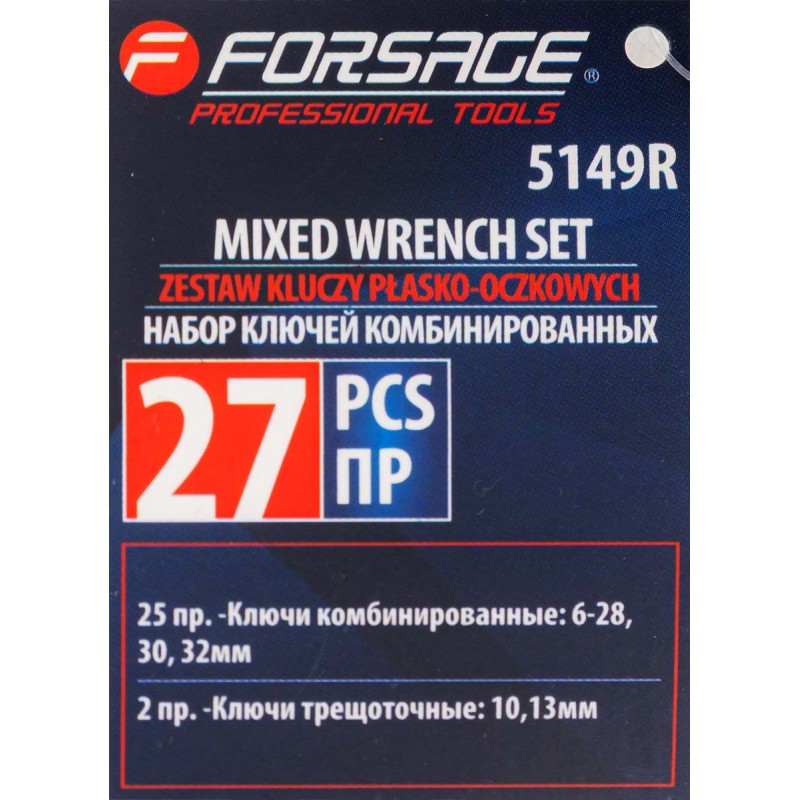 F FORSAGE ®
PROFESSIONAL TOOLS
5149R
MIXED WRENCH SET
ZESTAW KLUCZY PŁASKO-OCZKOWYCH
НАБОР КЛЮЧЕЙ КОМБИНИРОВАННЫХ
27 PCS
ПР
25 пр. -Ключи комбинированные: 6-28,
30, 32мм
2 пр. -Ключи трещоточные: 10,13мм